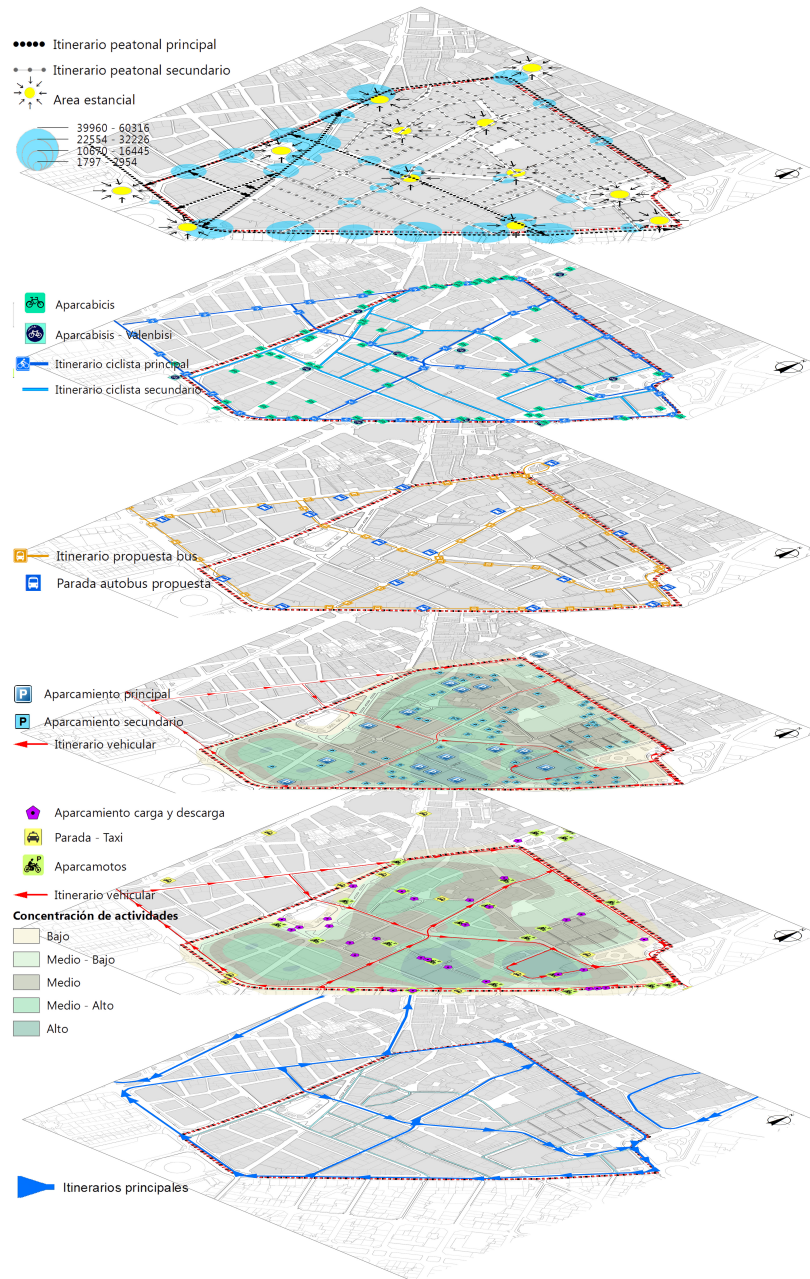 Itinerario peatonal principal
Itinerario peatonal secundario
Area estancial
39960 - 60316
22554 - 32226
10670 - 16445
1797 - 2954
Aparcabicis
Aparcabisis - Valenbisi
Itinerario ciclista principal
Itinerario ciclista secundario
Itinerario propuesta bus
Parada autobus propuesta
P Aparcamiento principal
P Aparcamiento secundario
Itinerario vehicular
Aparcamiento carga y descarga
Parada - Taxi
P Aparcamotos
Itinerario vehicular
Concentración de actividades
Bajo
Medio - Bajo
Medio
Medio - Alto
Alto
Itinerarios principales